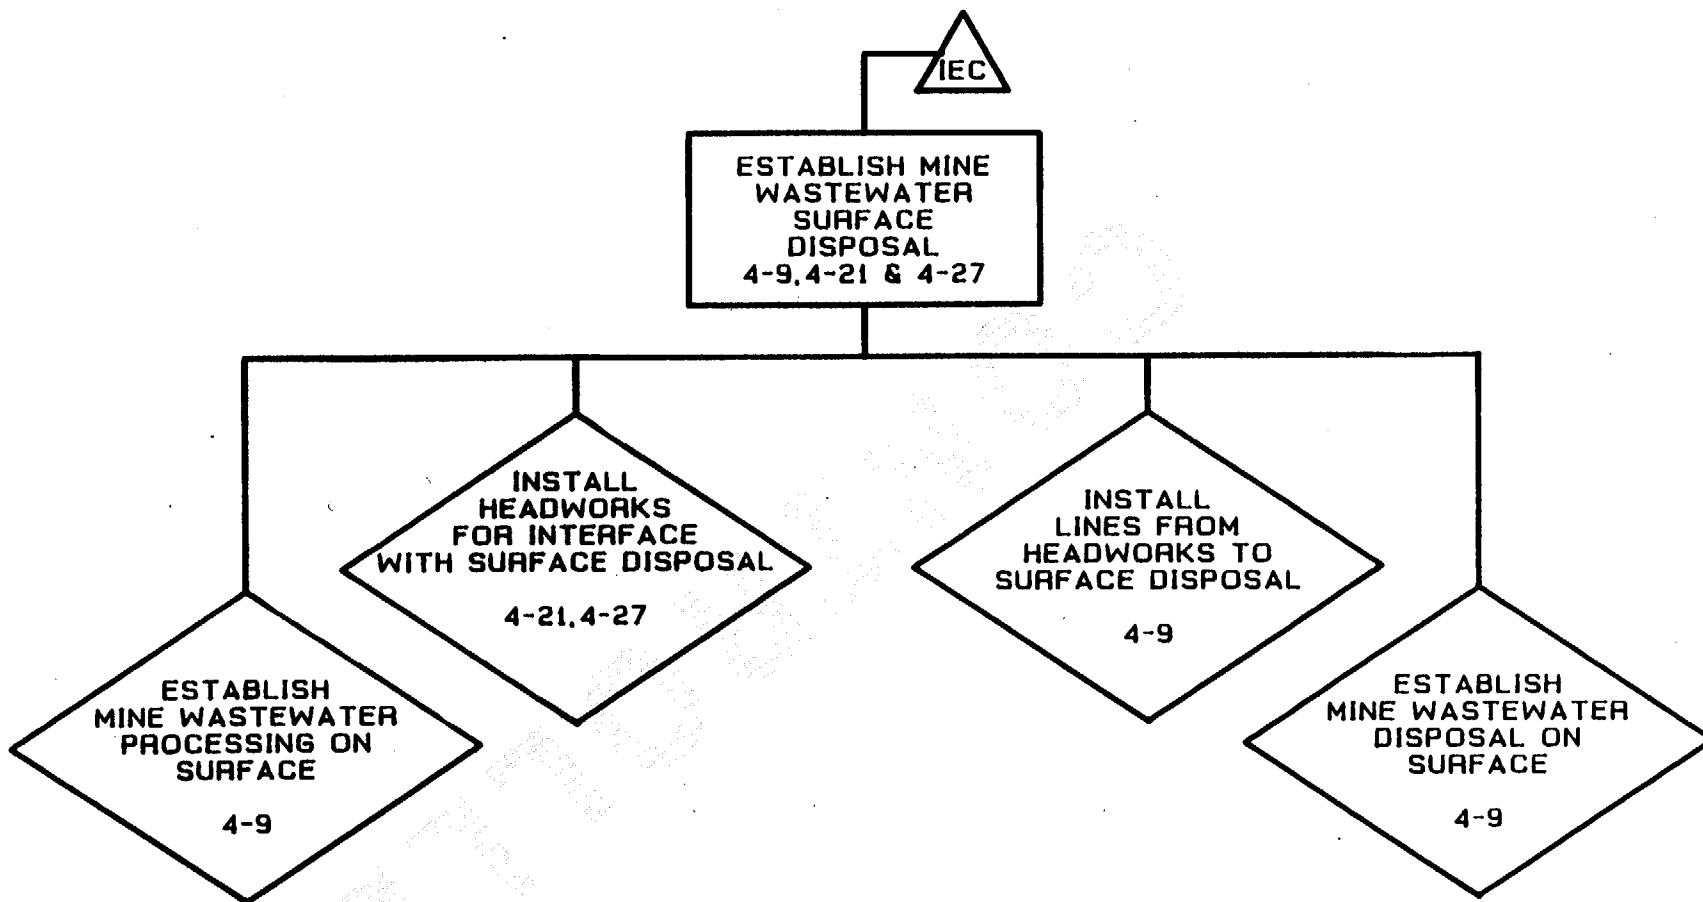 IEC
ESTABLISH MINE
WASTEWATER
SURFACE
DISPOSAL
4-9,4-21 & 4-27
INSTALL
HEADWORKS
FOR INTERFACE
WITH SURFACE DISPOSAL
4-21,4-27
INSTALL
LINES FROM
HEADWORKS TO
SURFACE DISPOSAL
4-9
ESTABLISH
MINE WASTEWATER
PROCESSING ON
SURFACE
4-9
ESTABLISH
MINE WASTEWATER
DISPOSAL ON
SURFACE
4-9